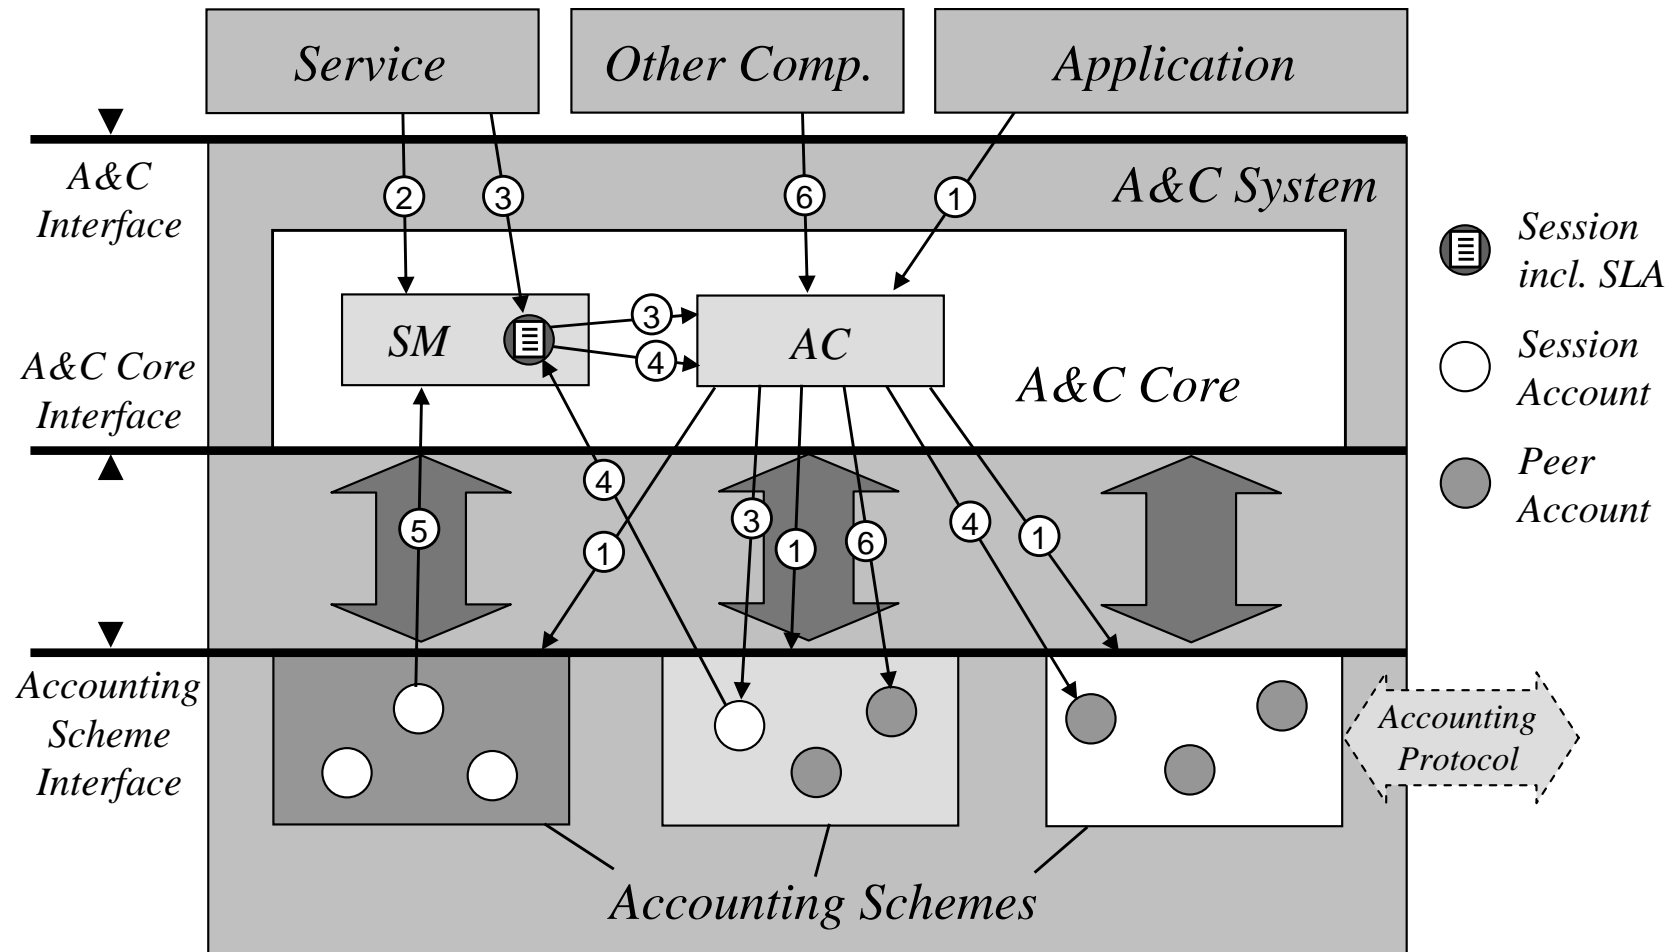 Service
Other Comp.
Application
A&C
Interface
A&C System
2
3
6
1
Session
incl. SLA
SM
3
4
AC
A&C Core
Session
Account
A&C Core
Interface
Peer
Account
5
4
1
3
1
6
4
1
Accounting
Scheme
Interface
Accounting
Protocol
Accounting Schemes